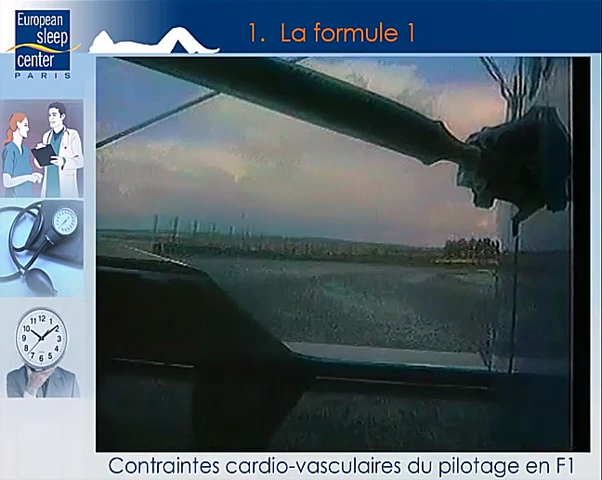 European
sleep
center
PARIS
1. La formule 1
Contraintes cardio-vasculaires du pilotage en F1